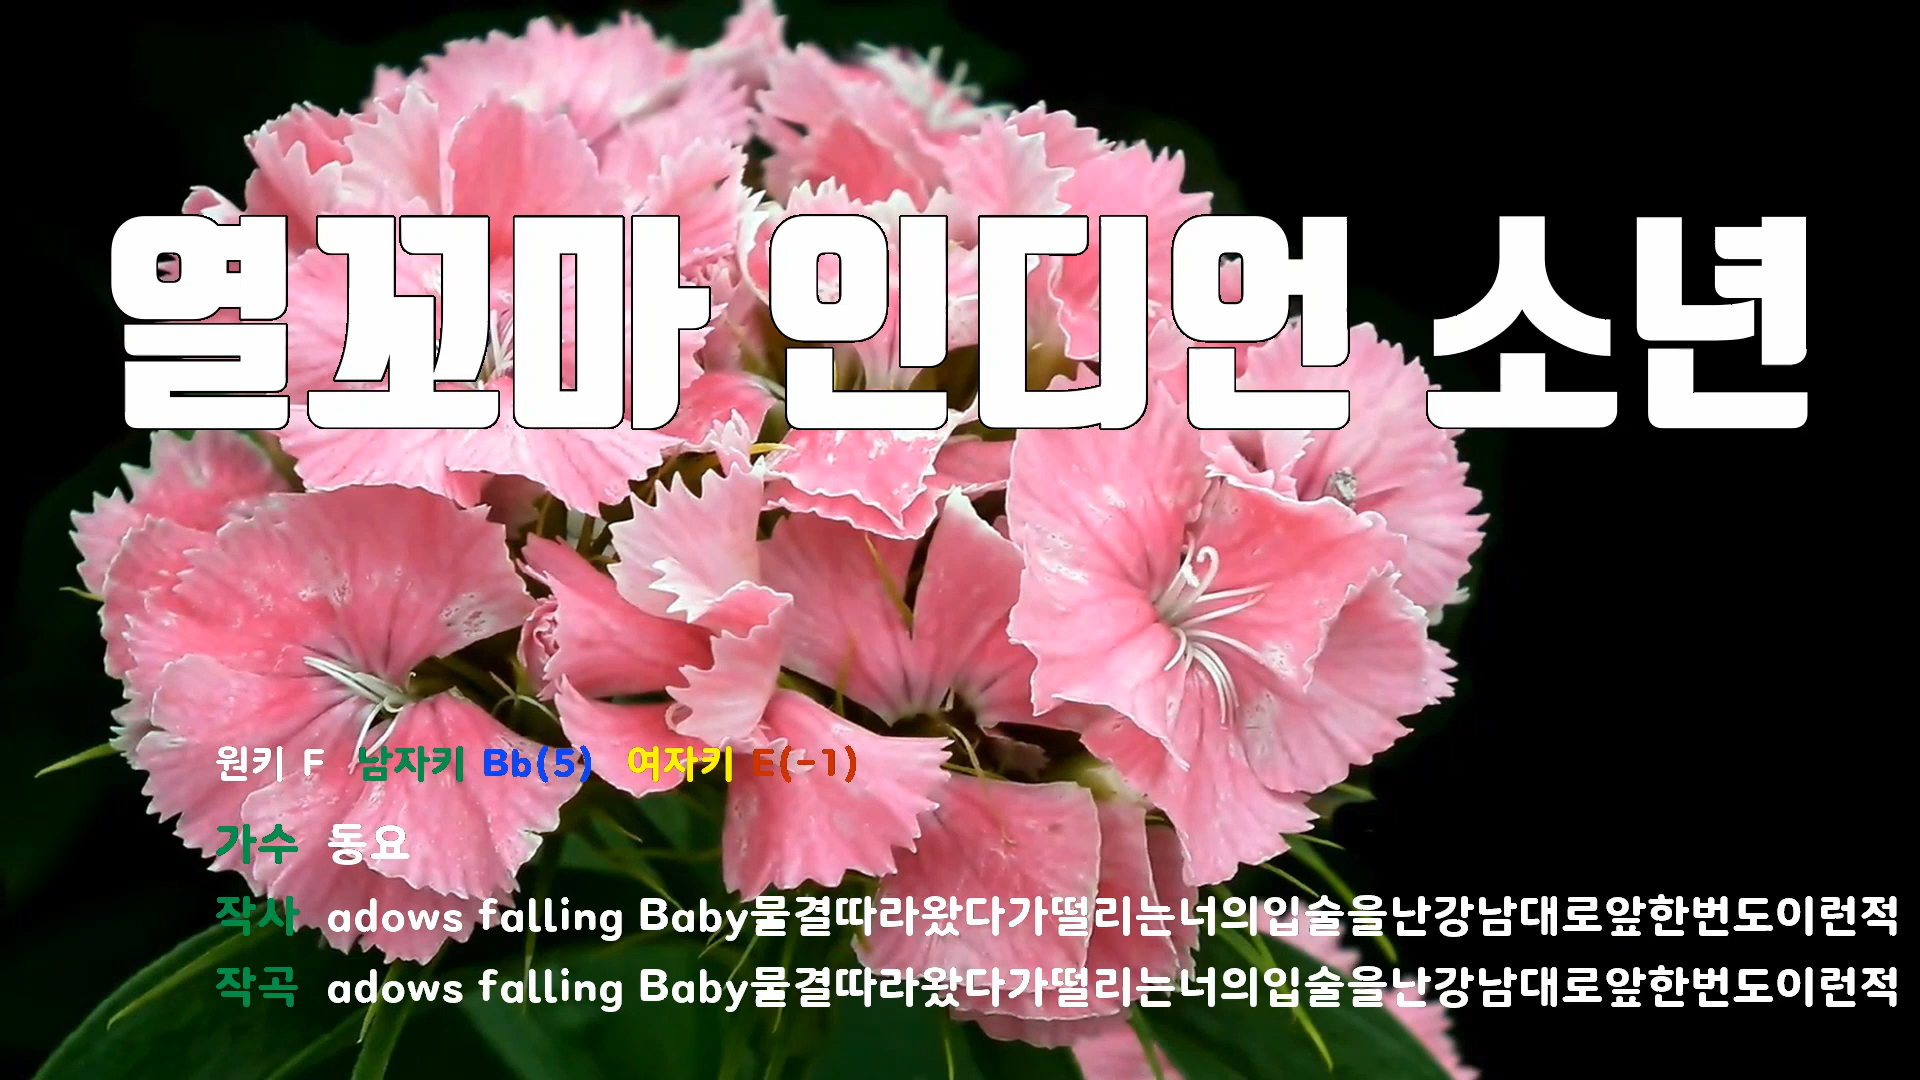 열꼬마 인디언 소년
원키 F 남자키 Bb(5) 여자키 E(-1)
가수 동요
작사 adows falling Baby물결따라왔다가떨리는너의입술을난강남대로앞한번도이런적
작곡 adows falling Baby물결따라왔다가떨리는너의입술을난강남대로앞한번도이런적